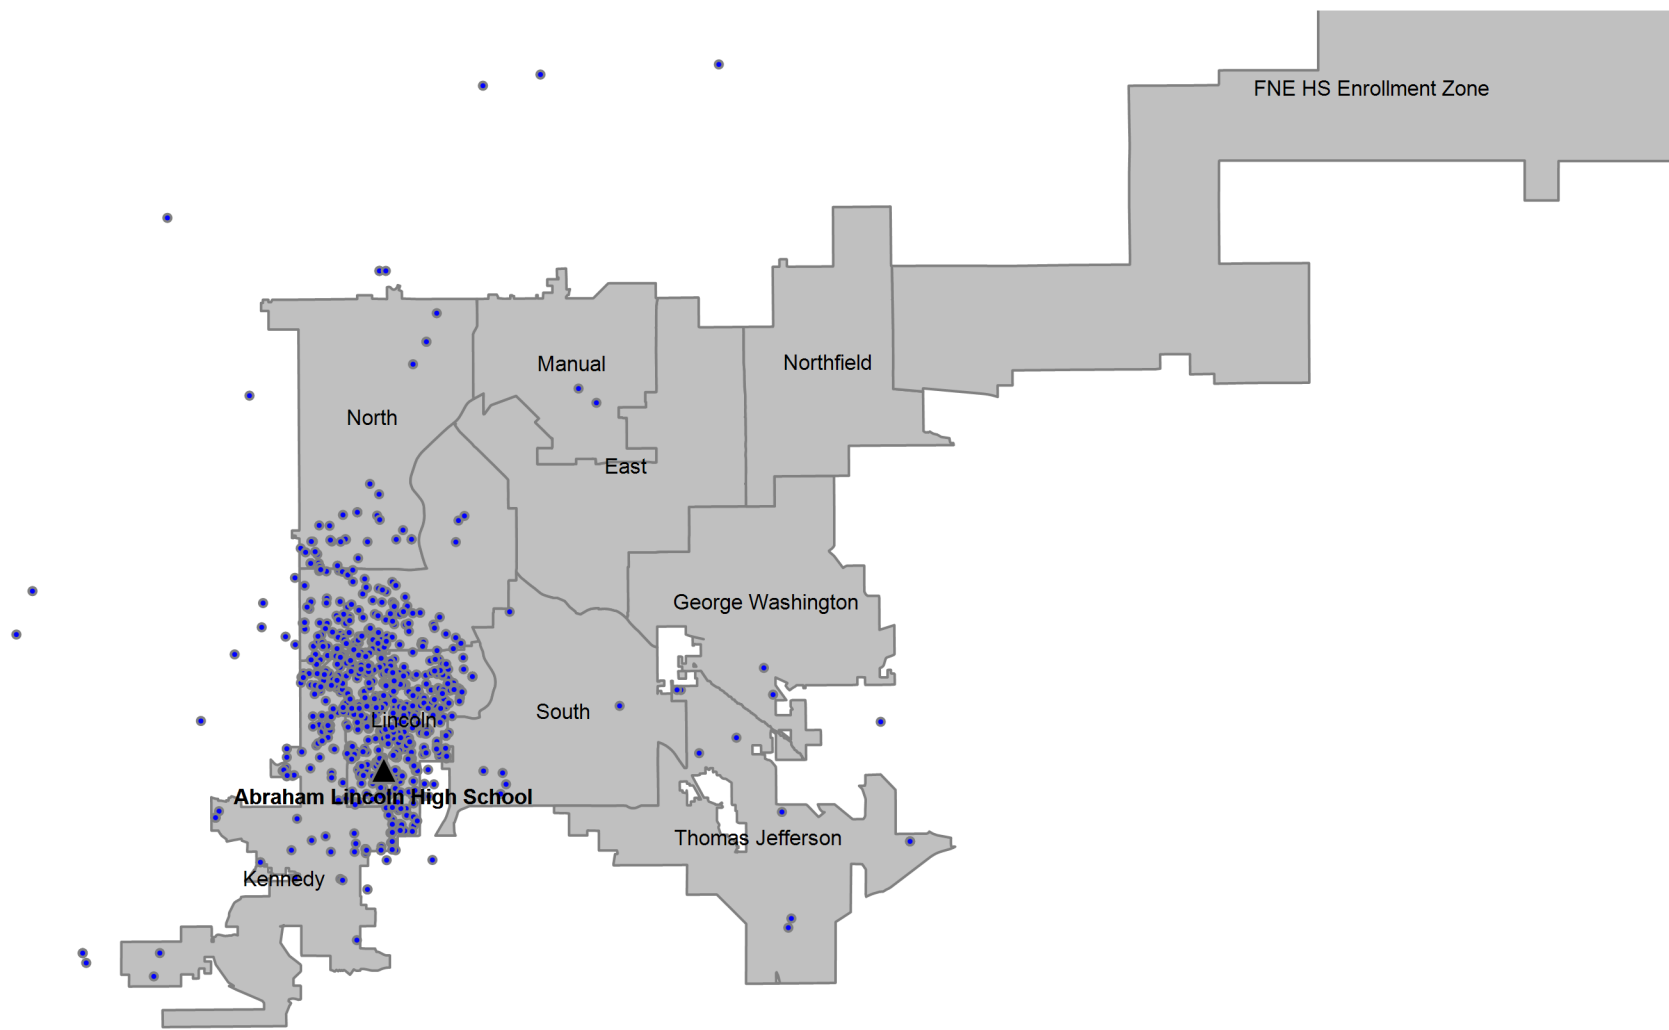 FNE HS Enrollment Zone
Manual
Northfield
North
East
George Washington
South
Lincoln
Abraham Lincoln High School
Thomas Jefferson
Kennedy